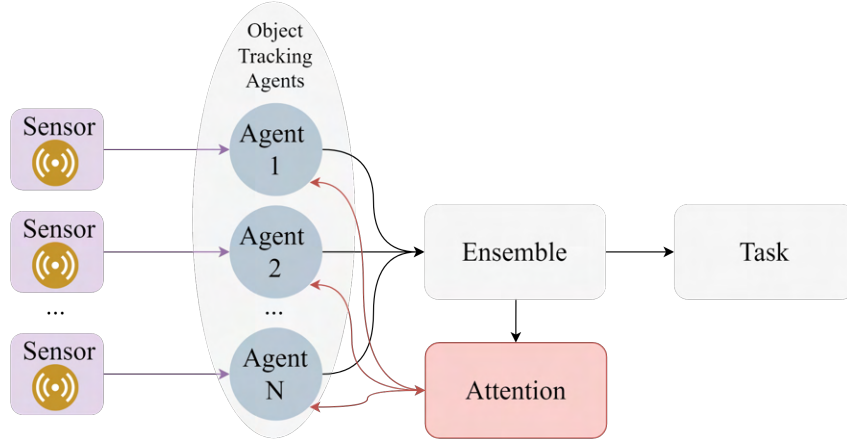 Object
Tracking
Agents
Sensor
Agent
1
Sensor
Agent
2
Ensemble
Task
...
...
Sensor
Agent
N
Attention